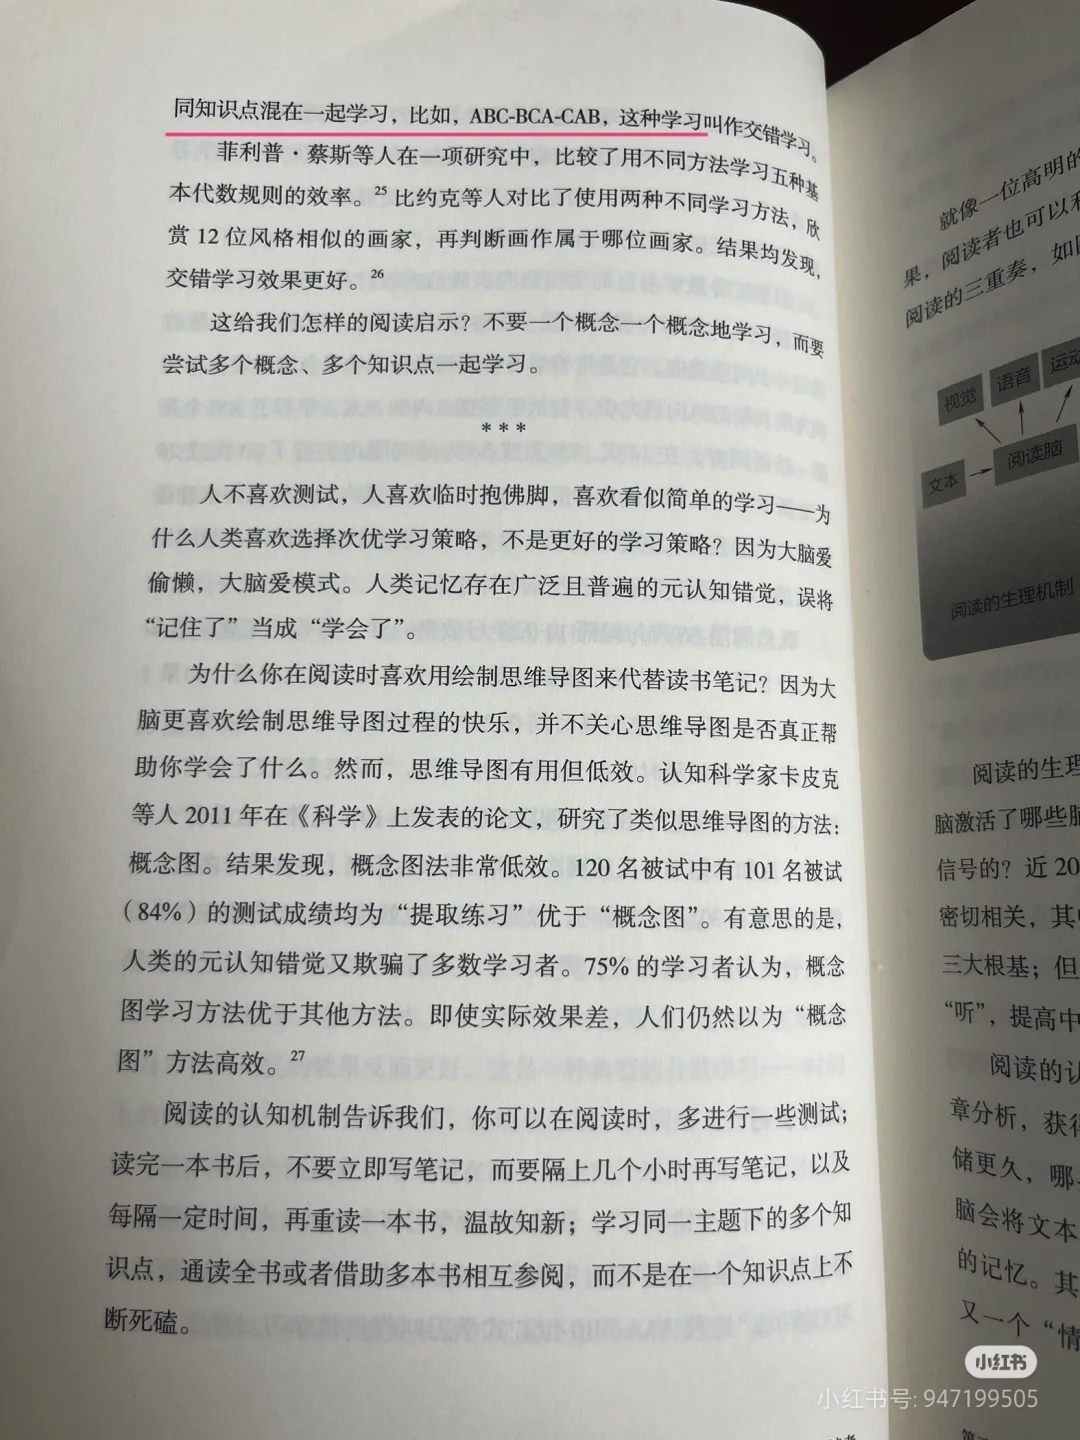 同知识点混在一起学习，比如，ABC-BCA-CAB，这种学习叫作交错学习。
菲利普·蔡斯等人在一项研究中，比较了用不同方法学习五种基
本代数规则的效率。25 比约克等人对比了使用两种不同学习方法，欣
赏 12 位风格相似的画家，再判断画作属于哪位画家。结果均发现，
交错学习效果更好。26
这给我们怎样的阅读启示？不要一个概念一个概念地学习，而要
尝试多个概念、多个知识点一起学习。
***
人不喜欢测试，人喜欢临时抱佛脚，喜欢看似简单的学习——为
什么人类喜欢选择次优学习策略，不是更好的学习策略？因为大脑爱
偷懒，大脑爱模式。人类记忆存在广泛且普遍的元认知错觉，误将
“记住了”当成“学会了”。
为什么你在阅读时喜欢用绘制思维导图来代替读书笔记？因为大
脑更喜欢绘制思维导图过程的快乐，并不关心思维导图是否真正帮
助你学会了什么。然而，思维导图有用但低效。认知科学家卡皮克
等人 2011 年在《科学》上发表的论文，研究了类似思维导图的方法：
概念图。结果发现，概念图法非常低效。120 名被试中有 101 名被试
（84%）的测试成绩均为“提取练习”优于“概念图”。有意思的是，
人类的元认知错觉又欺骗了多数学习者。75% 的学习者认为，概念
图学习方法优于其他方法。即使实际效果差，人们仍然以为“概念
图”方法高效。27
阅读的认知机制告诉我们，你可以在阅读时，多进行一些测试；
读完一本书后，不要立即写笔记，而要隔上几个小时再写笔记，以及
每隔一定时间，再重读一本书，温故知新；学习同一主题下的多个知
识点，通读全书或者借助多本书相互参阅，而不是在一个知识点上不
断死磕。
就像一位高明的
果，阅读者也可以
阅读的三重奏，如
视觉
语音
运动
文本
阅读脑
阅读的生理机制
阅读的生理
脑激活了哪些脑
信号的？近 20
密切相关，其
三大根基；但
“听”，提高中
阅读的认
章分析，获得
储更久，哪
脑会将文本
的记忆。其
又一个“情
小红书
小红书号: 947199505